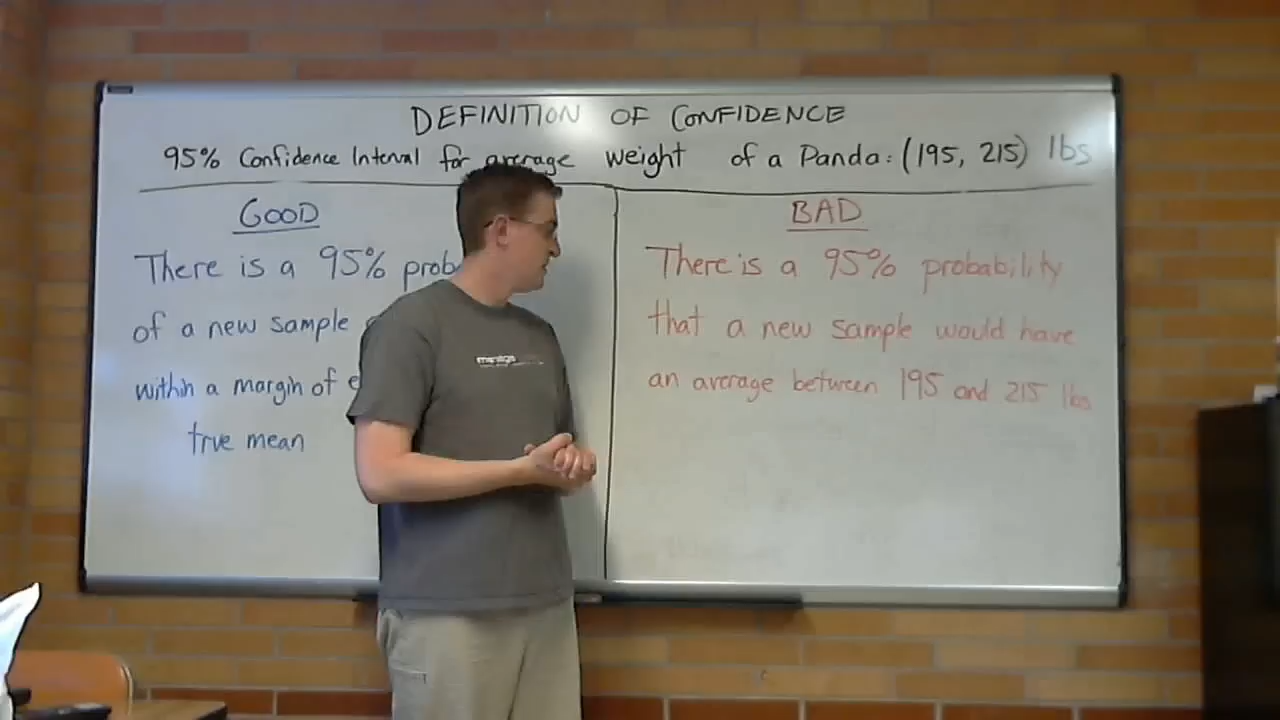 DEFINITION OF CONFIDENCE
95% Confidence Interval for average weight of a Panda: (195, 215) lbs
GOOD
There is a 95% prob
of a new sample
within a margin of e
true mean
BAD
There is a 95% probability
that a new sample would have
an average between 195 and 215 lbs